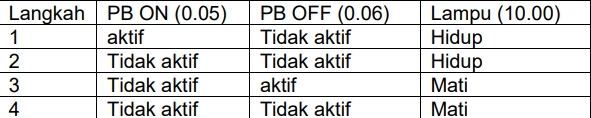 Langkah PB ON (0.05) PB OFF (0.06) Lampu (10.00)
1 aktif Tidak aktif Hidup
2 Tidak aktif Tidak aktif Hidup
3 Tidak aktif aktif Mati
4 Tidak aktif Tidak aktif Mati